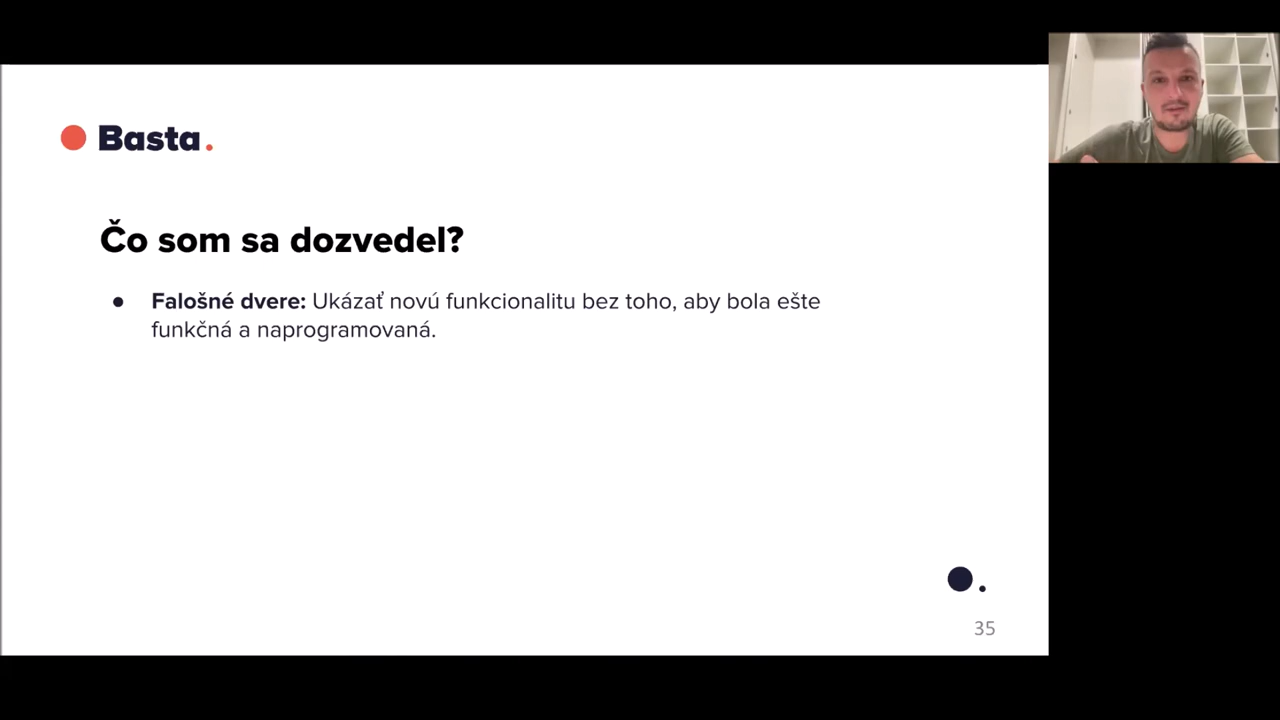 Basta.
Čo som sa dozvedel?
● Falošné dvere: Ukázať novú funkcionalitu bez toho, aby bola ešte
funkčná a naprogramovaná.
35